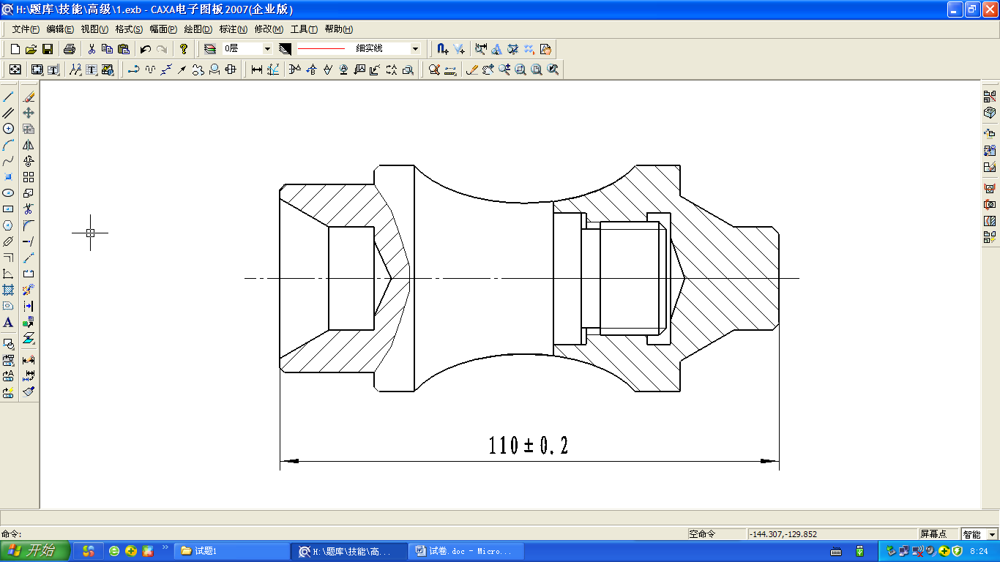 H:\题库\技能\高级\1.exb - CAXA电子图板2007(企业版)
文件(F) 编辑(E) 视图(V) 格式(S) 幅面(P) 绘图(D) 标注(N) 修改(M) 工具(T) 帮助(H)
0层 细实线
A
110±0.2
命令: 空命令 -144.307,-129.852 屏幕点 智能
开始 试题1 H:\题库\技能\高... 试卷.doc - Micro... 8:24